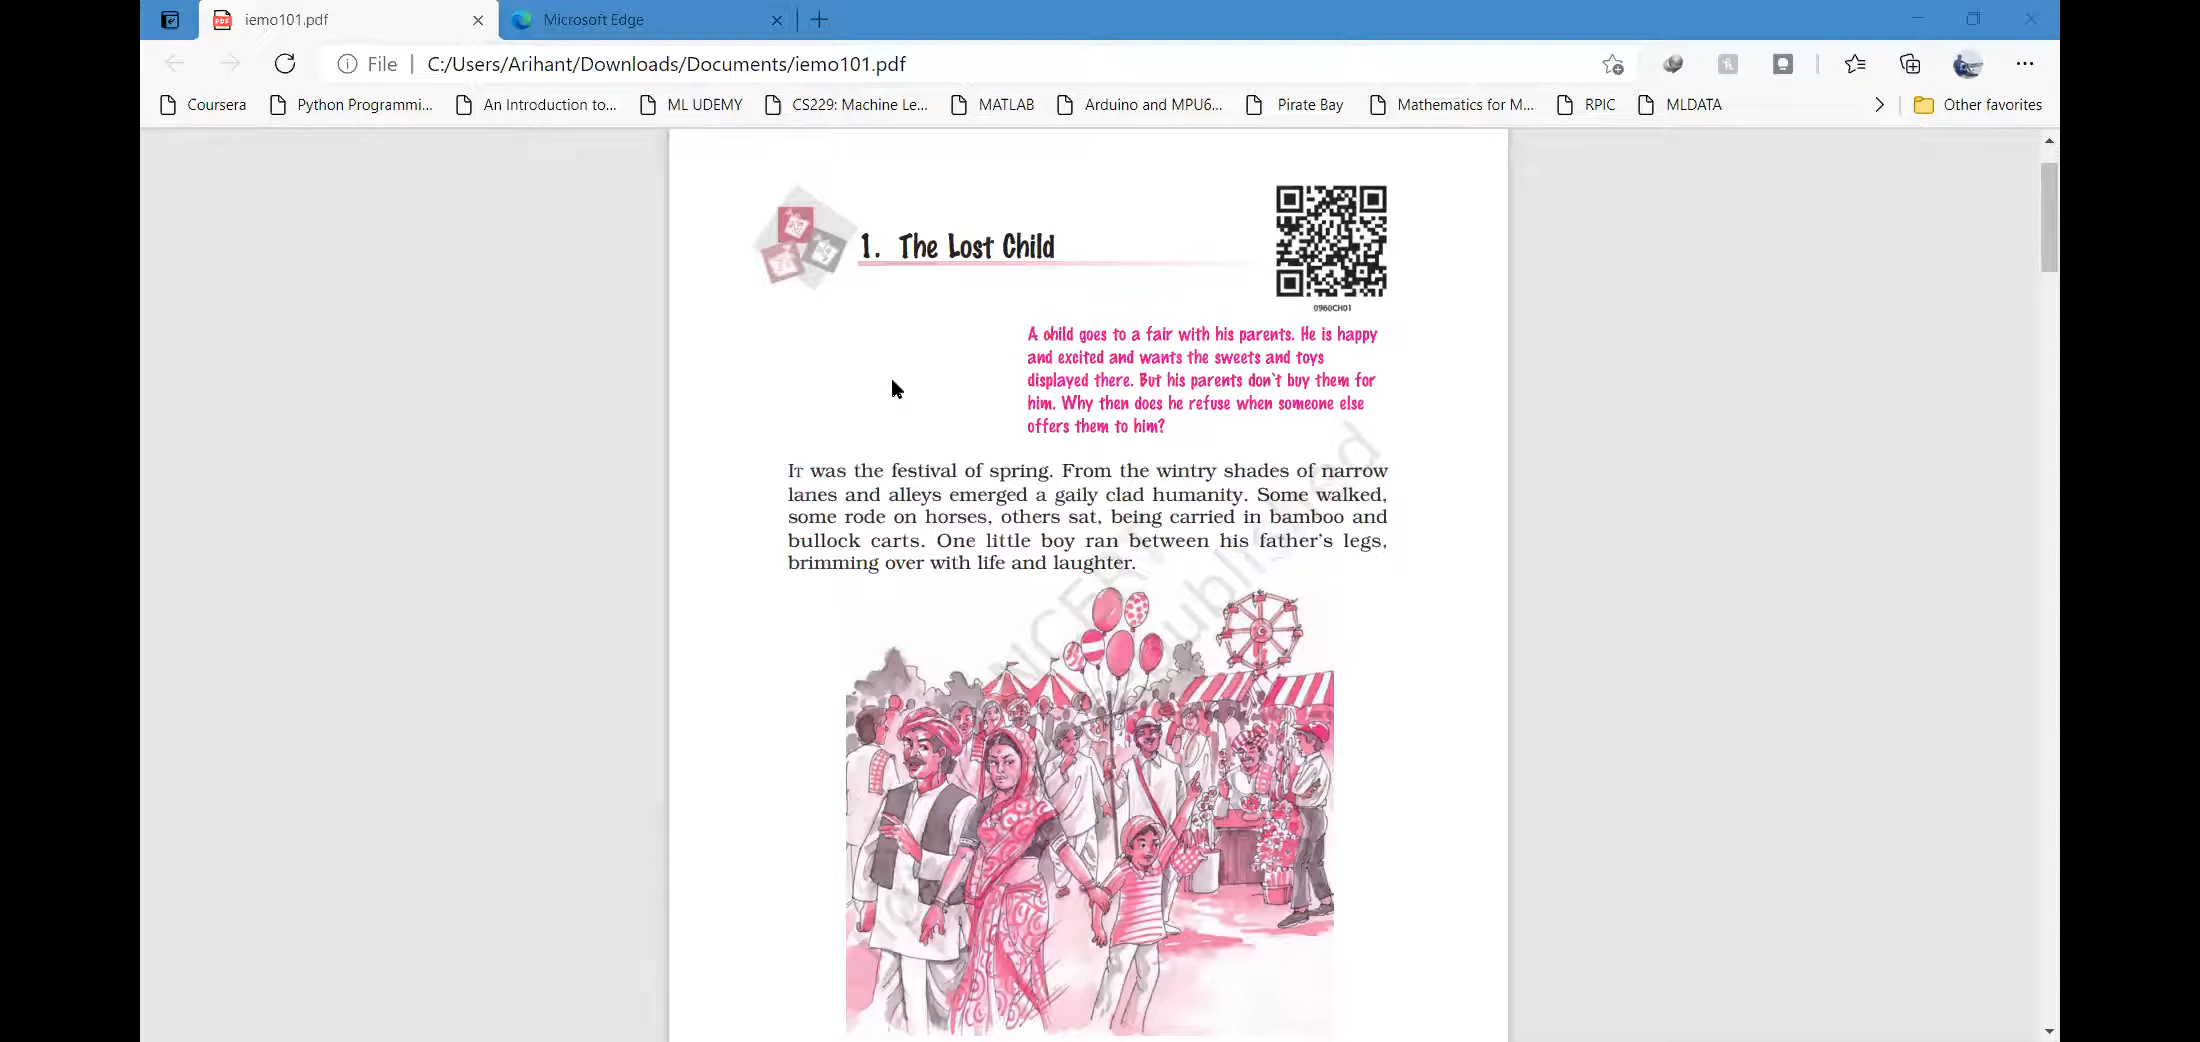 iemo101.pdf
Microsoft Edge
File
C:/Users/Arihant/Downloads/Documents/iemo101.pdf
Coursera
Python Programmi...
An Introduction to...
ML UDEMY
CS229: Machine Le...
MATLAB
Arduino and MPU6...
Pirate Bay
Mathematics for M...
RPIC
MLDATA
Other favorites
1. The Lost Child
0960CH01
A child goes to a fair with his parents. He is happy
and excited and wants the sweets and toys
displayed there. But his parents don't buy them for
him. Why then does he refuse when someone else
offers them to him?
IT was the festival of spring. From the wintry shades of narrow
lanes and alleys emerged a gaily clad humanity. Some walked,
some rode on horses, others sat, being carried in bamboo and
bullock carts. One little boy ran between his father's legs,
brimming over with life and laughter.
NCERT